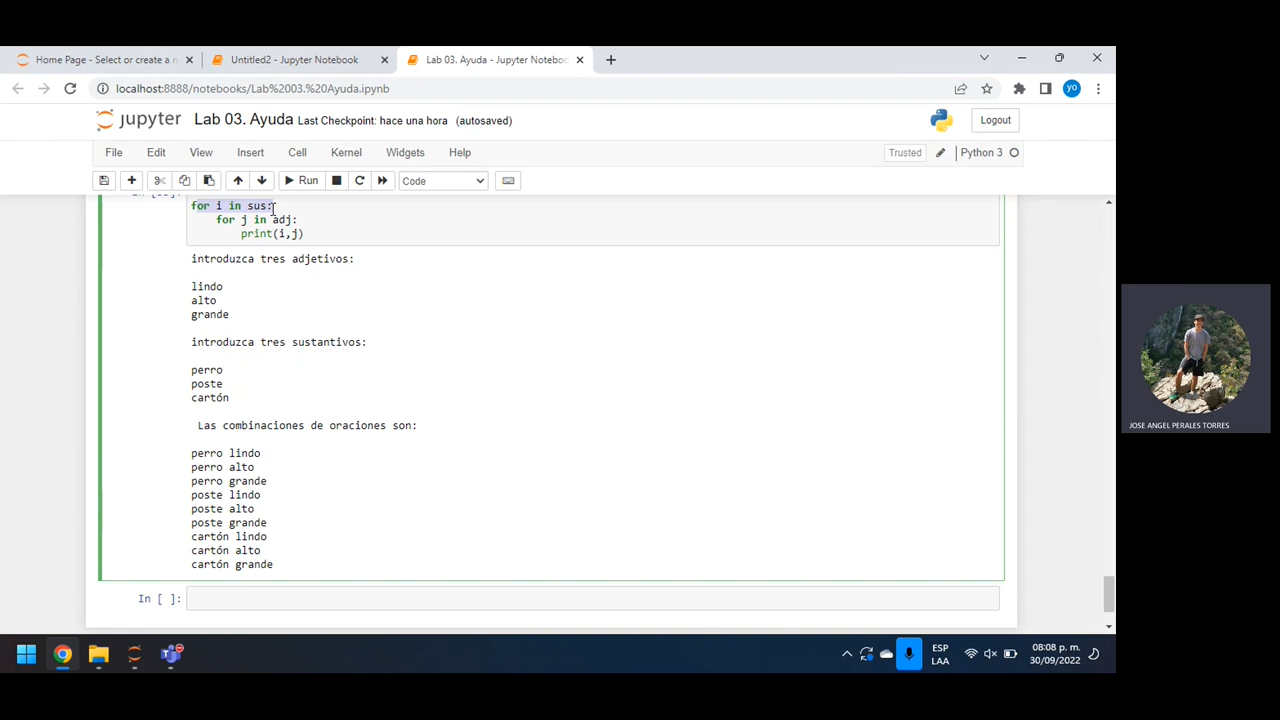 Home Page - Select or create a n
Untitled2 - Jupyter Notebook
Lab 03. Ayuda - Jupyter Notebo
localhost:8888/notebooks/Lab%2003.%20Ayuda.ipynb
yo
jupyter Lab 03. Ayuda Last Checkpoint: hace una hora (autosaved)
Logout
File Edit View Insert Cell Kernel Widgets Help
Trusted
Python 3
Run
Code
for i in sus:
for j in adj:
print(i,j)
introduzca tres adjetivos:
lindo
alto
grande
introduzca tres sustantivos:
perro
poste
cartón
Las combinaciones de oraciones son:
perro lindo
perro alto
perro grande
poste lindo
poste alto
poste grande
cartón lindo
cartón alto
cartón grande
In [ ]:
JOSE ANGEL PERALES TORRES
ESP
LAA
08:08 p. m.
30/09/2022